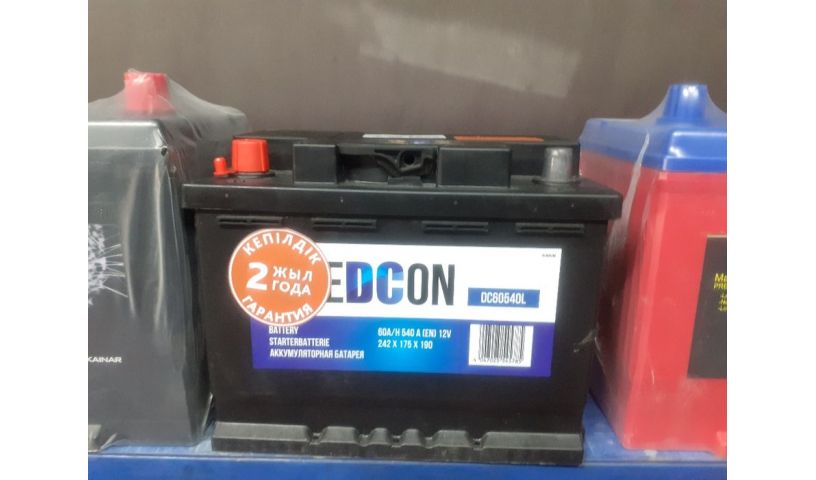 КЕПІЛДІК
2 ЖЫЛ
ГОДА
ГАРАНТИЯ
EDCON
DC60540L
BATTERY
STARTERBATTERIE
АККУМУЛЯТОРНАЯ БАТАРЕЯ
60A/H 540 A (EN) 12V
242 X 175 X 190
KAINAR